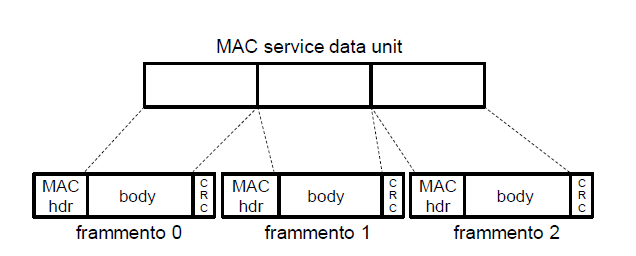 MAC service data unit
MAC hdr
body
CRC
MAC hdr
body
CRC
MAC hdr
body
CRC
frammento 0
frammento 1
frammento 2